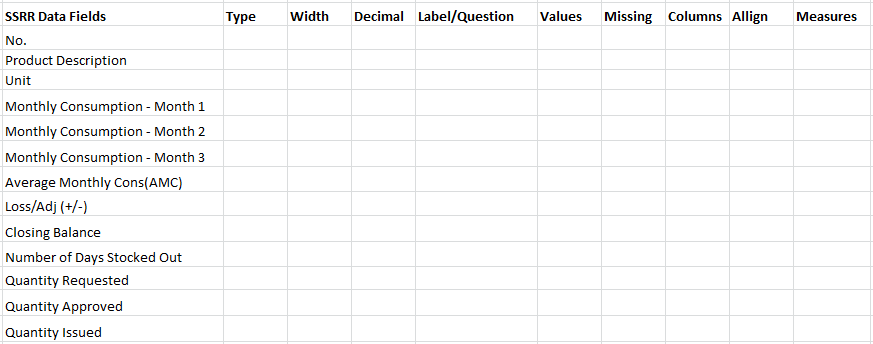 SSRR Data Fields Type Width Decimal Label/Question Values Missing Columns Allign Measures
No.
Product Description
Unit
Monthly Consumption - Month 1
Monthly Consumption - Month 2
Monthly Consumption - Month 3
Average Monthly Cons(AMC)
Loss/Adj (+/-)
Closing Balance
Number of Days Stocked Out
Quantity Requested
Quantity Approved
Quantity Issued